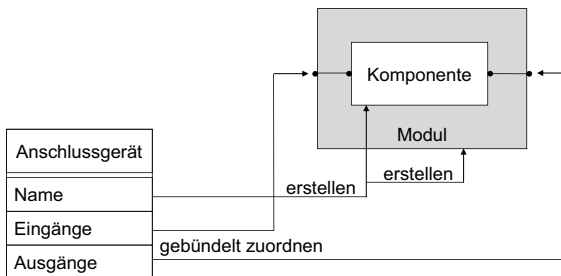 Komponente
Modul
Anschlussgerät
Name
Eingänge
Ausgänge
erstellen
erstellen
gebündelt zuordnen